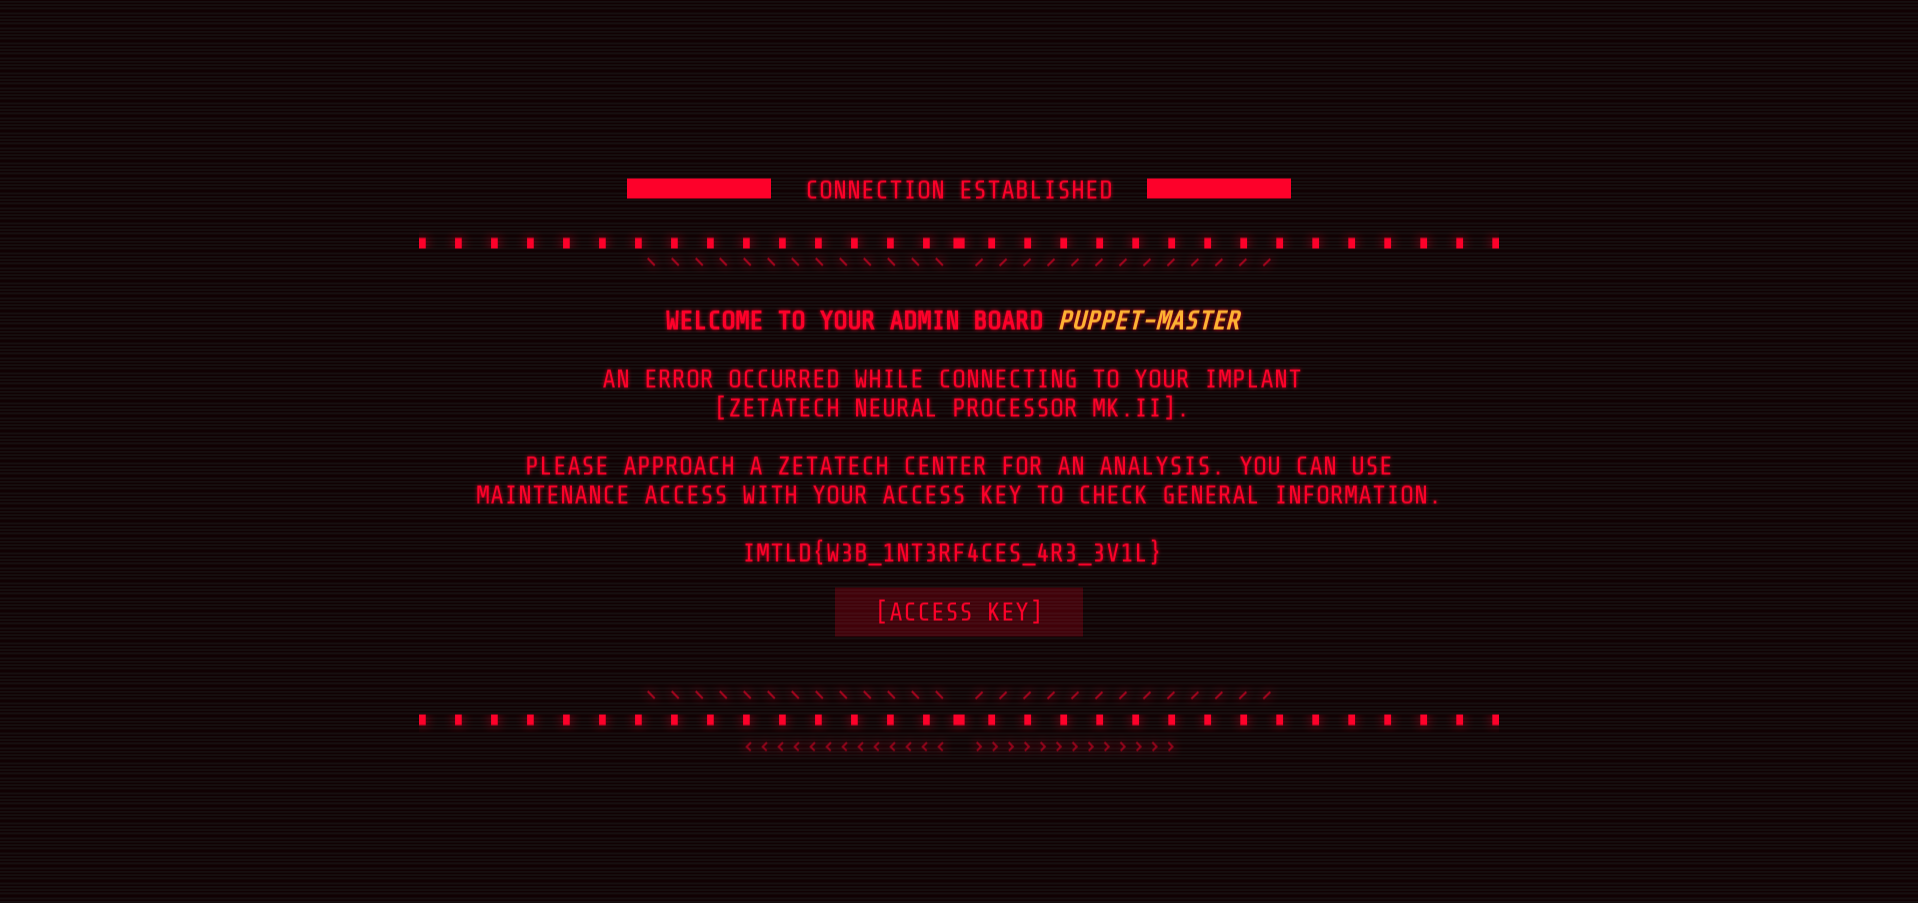 CONNECTION ESTABLISHED
WELCOME TO YOUR ADMIN BOARD PUPPET-MASTER
AN ERROR OCCURRED WHILE CONNECTING TO YOUR IMPLANT
[ZETATECH NEURAL PROCESSOR MK.II].
PLEASE APPROACH A ZETATECH CENTER FOR AN ANALYSIS. YOU CAN USE
MAINTENANCE ACCESS WITH YOUR ACCESS KEY TO CHECK GENERAL INFORMATION.
IMTLD{W3B_1NT3RF4CES_4R3_3V1L}
[ACCESS KEY]